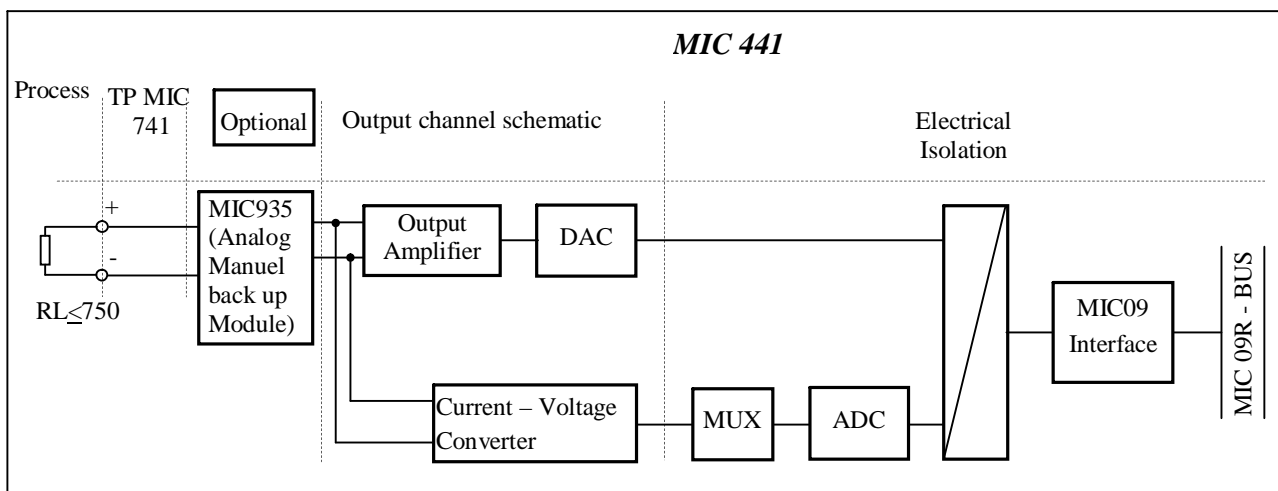 MIC 441
Process
TP MIC
741
Optional
Output channel schematic
Electrical
Isolation
+
-
RL≤750
MIC935
(Analog
Manuel
back up
Module)
Output
Amplifier
DAC
Current – Voltage
Converter
MUX
ADC
MIC09
Interface
MIC 09R - BUS